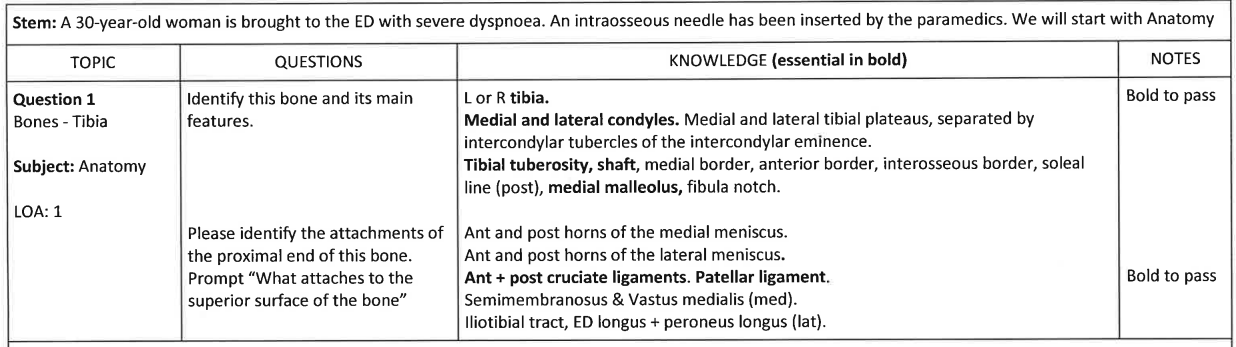 Stem: A 30-year-old woman is brought to the ED with severe dyspnoea. An intraosseous needle has been inserted by the paramedics. We will start with Anatomy
TOPIC
QUESTIONS
KNOWLEDGE (essential in bold)
NOTES
Question 1
Bones - Tibia
Subject: Anatomy
LOA: 1
Identify this bone and its main
features.
L or R tibia.
Medial and lateral condyles. Medial and lateral tibial plateaus, separated by
intercondylar tubercles of the intercondylar eminence.
Tibial tuberosity, shaft, medial border, anterior border, interosseous border, soleal
line (post), medial malleolus, fibula notch.
Bold to pass
Please identify the attachments of
the proximal end of this bone.
Prompt “What attaches to the
superior surface of the bone”
Ant and post horns of the medial meniscus.
Ant and post horns of the lateral meniscus.
Ant + post cruciate ligaments. Patellar ligament.
Semimembranosus & Vastus medialis (med).
Iliotibial tract, ED longus + peroneus longus (lat).
Bold to pass